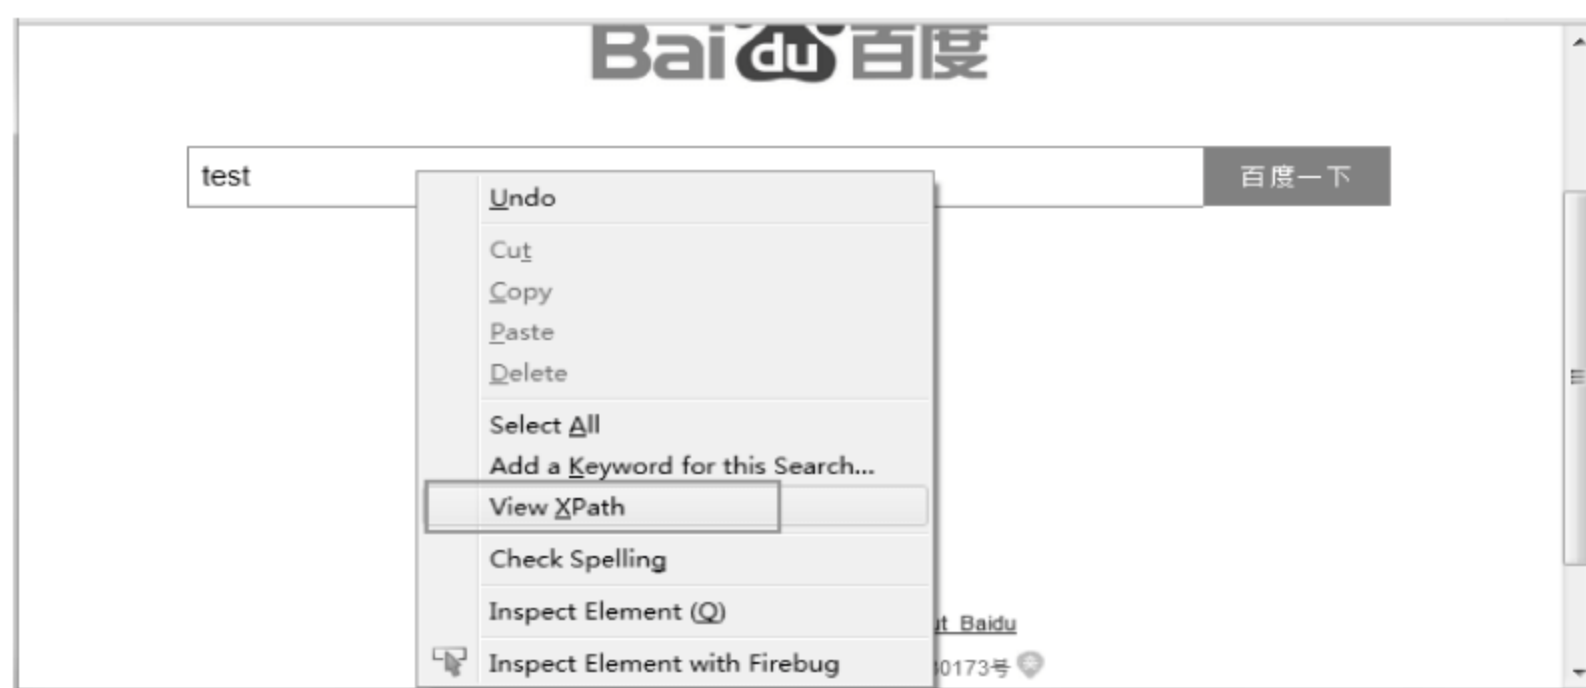 Bai du 百度
test
百度一下
Undo
Cut
Copy
Paste
Delete
Select All
Add a Keyword for this Search...
View XPath
Check Spelling
Inspect Element (Q)
Baidu
Inspect Element with Firebug
0173号